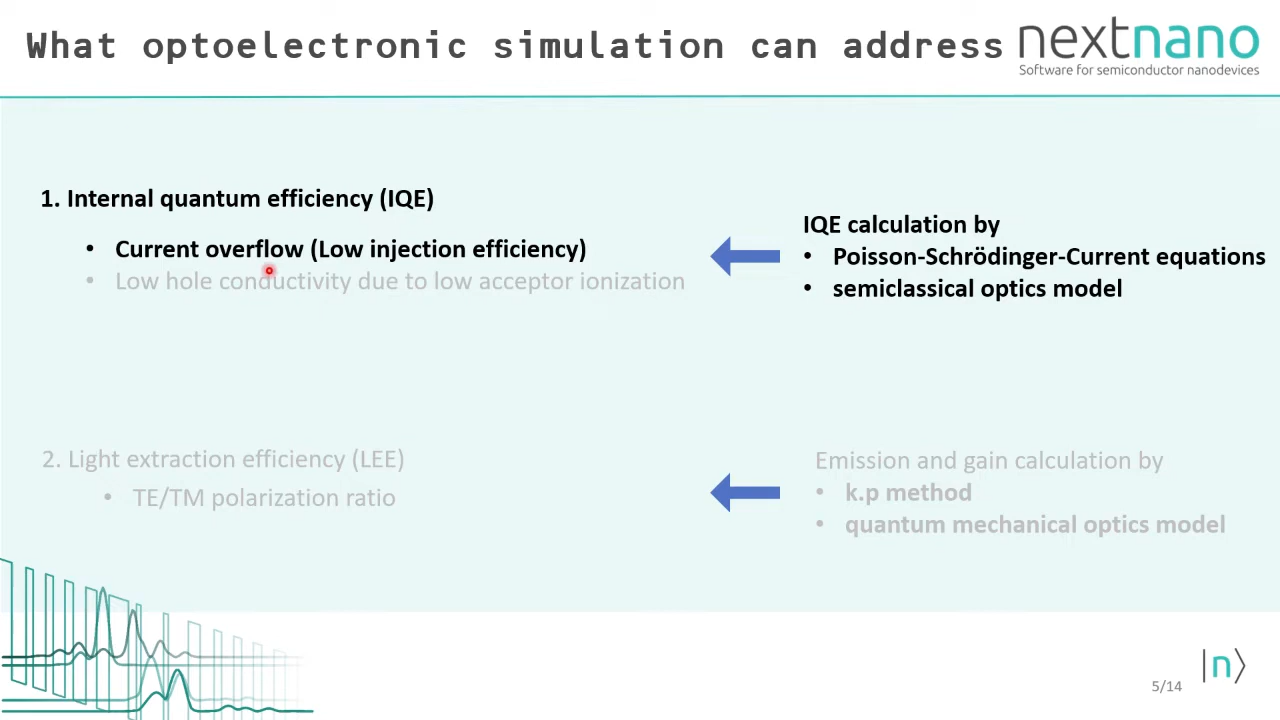 What optoelectronic simulation can address
nextnano
Software for semiconductor nanodevices
1. Internal quantum efficiency (IQE)
• Current overflow (Low injection efficiency)
• Low hole conductivity due to low acceptor ionization
IQE calculation by
• Poisson-Schrödinger-Current equations
• semiclassical optics model
2. Light extraction efficiency (LEE)
• TE/TM polarization ratio
Emission and gain calculation by
• k.p method
• quantum mechanical optics model
5/14
|n⟩